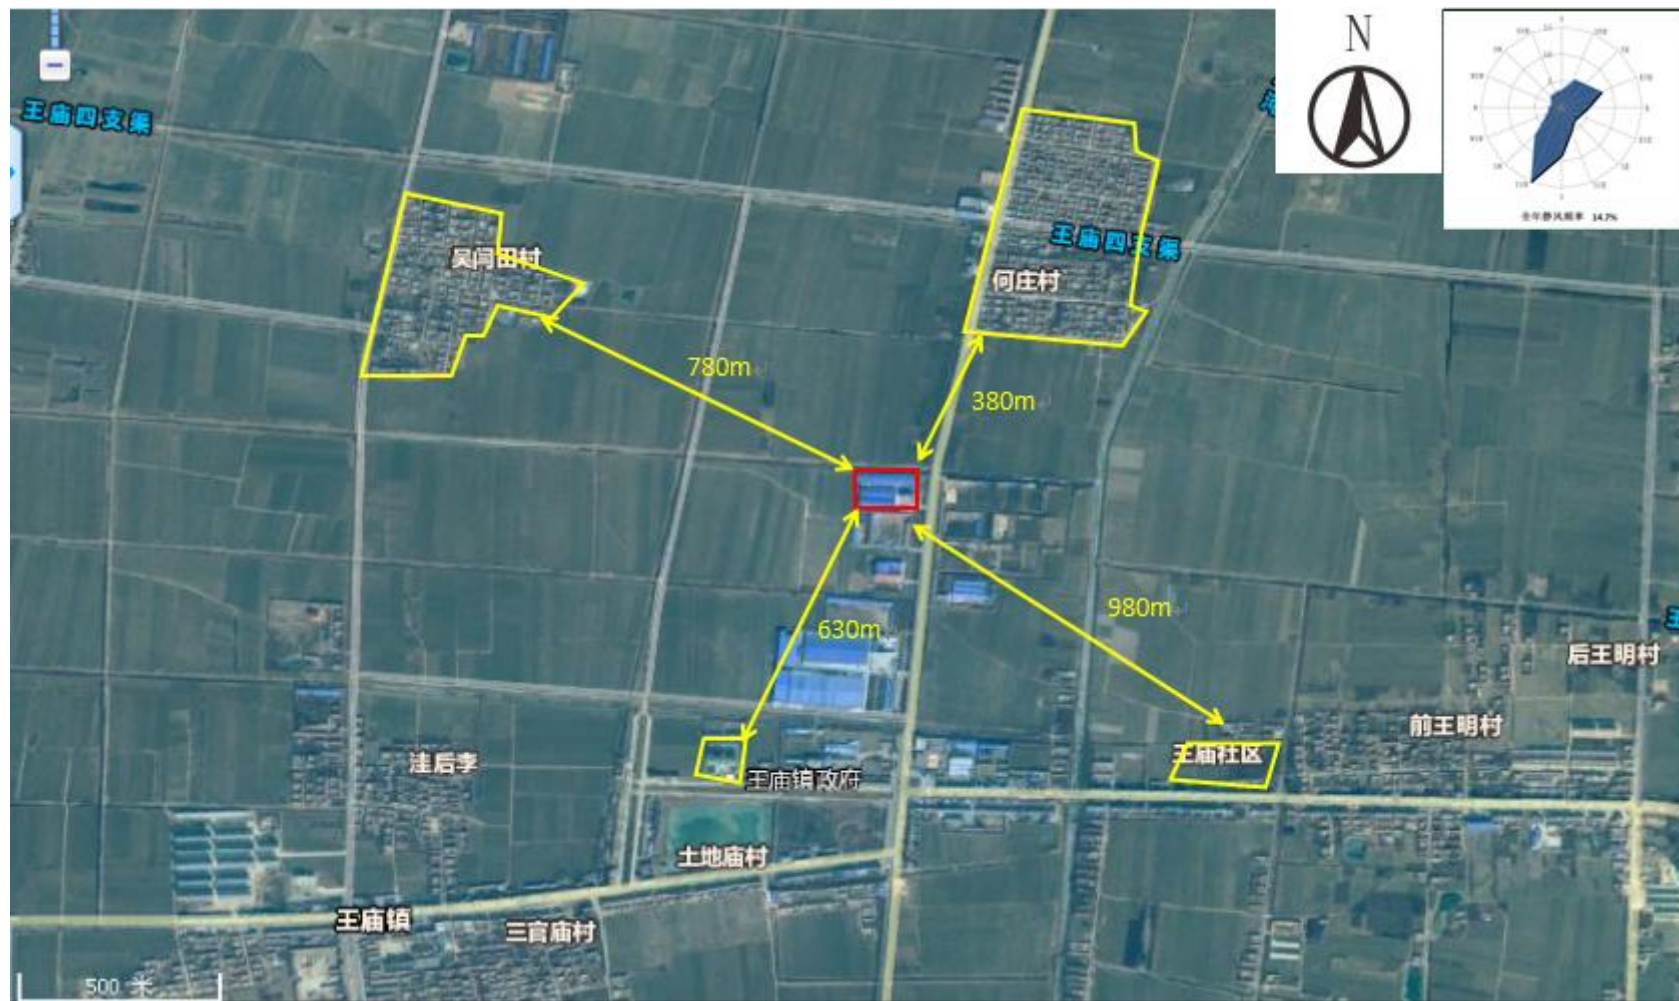 N
王庙四支渠
全年静风频率 14.7%
王庙四支渠
吴闫田村
何庄村
780m
380m
980m
630m
后王明村
前王明村
王庙社区
洼后李
王庙镇政府
土地庙村
王庙镇
三官庙村
500 米